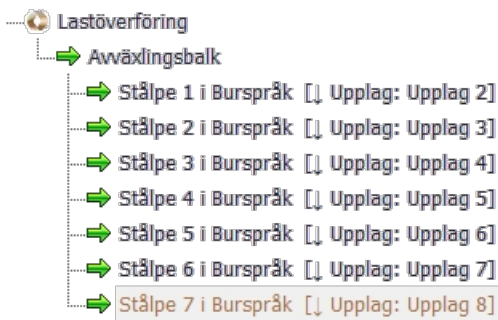 Lastöverföring
Avväxlingsbalk
Stålpe 1 i Burspråk [↓ Upplag: Upplag 2]
Stålpe 2 i Burspråk [↓ Upplag: Upplag 3]
Stålpe 3 i Burspråk [↓ Upplag: Upplag 4]
Stålpe 4 i Burspråk [↓ Upplag: Upplag 5]
Stålpe 5 i Burspråk [↓ Upplag: Upplag 6]
Stålpe 6 i Burspråk [↓ Upplag: Upplag 7]
Stålpe 7 i Burspråk [↓ Upplag: Upplag 8]